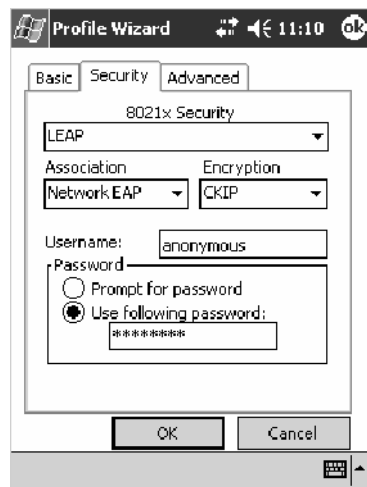 Profile Wizard 11:10 ok
Basic Security Advanced
8021x Security
LEAP
Association Encryption
Network EAP CKIP
Username: anonymous
Password
Prompt for password
Use following password:
********
OK Cancel